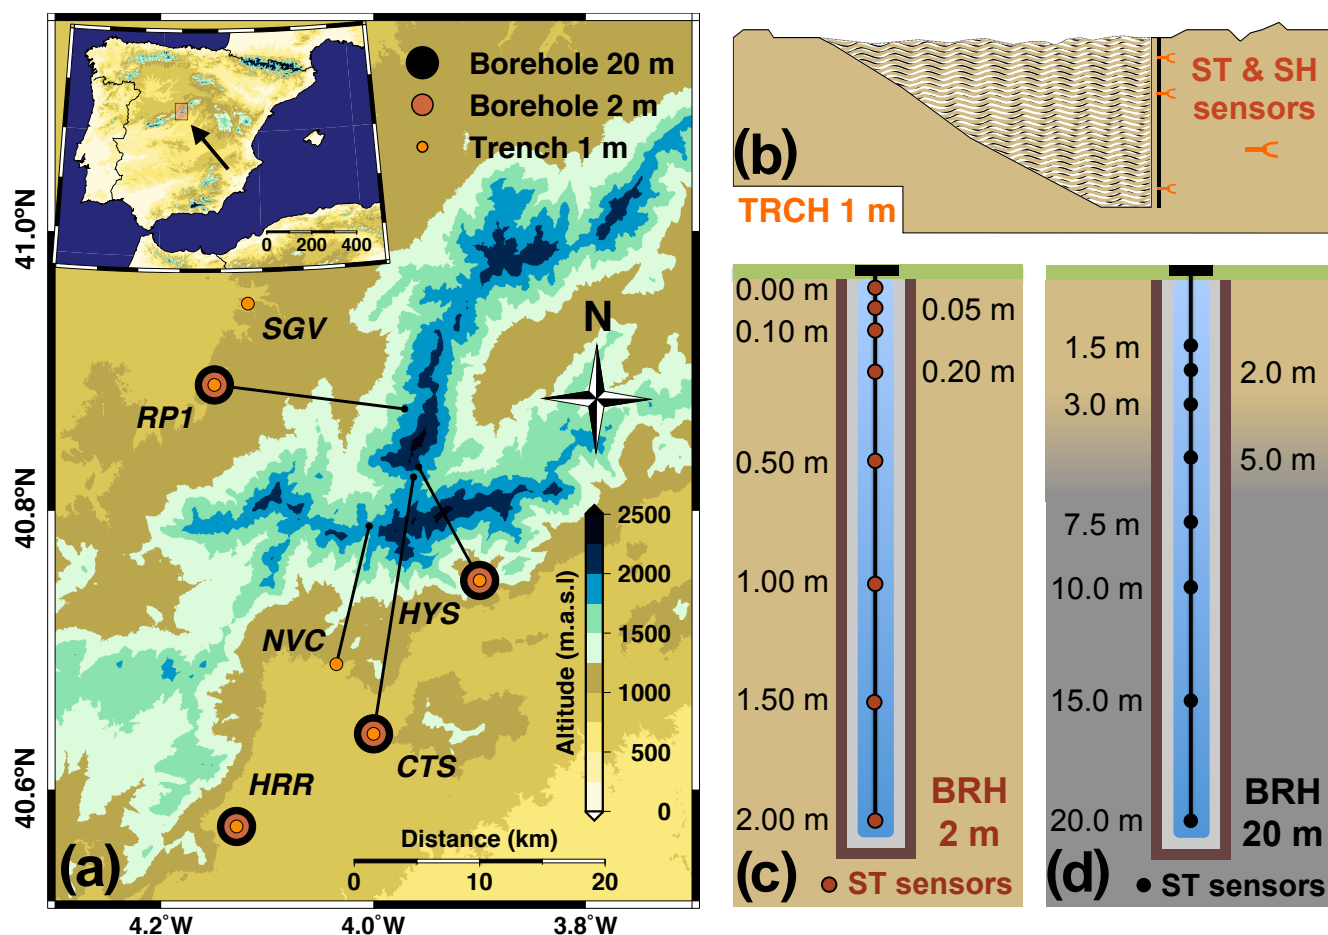 Borehole 20 m
Borehole 2 m
Trench 1 m
0 200 400
41.0°N
40.8°N
40.6°N
SGV
N
RP1
HYS
NVC
CTS
HRR
2500
2000
1500
1000
500
0
Altitude (m.a.s.l)
Distance (km)
0 10 20
(a)
4.2°W 4.0°W 3.8°W
ST & SH
sensors
(b)
TRCH 1 m
0.00 m
0.05 m
0.10 m
0.20 m
0.50 m
1.00 m
1.50 m
2.00 m
BRH
2 m
(c)
ST sensors
1.5 m
2.0 m
3.0 m
5.0 m
7.5 m
10.0 m
15.0 m
20.0 m
BRH
20 m
(d)
ST sensors